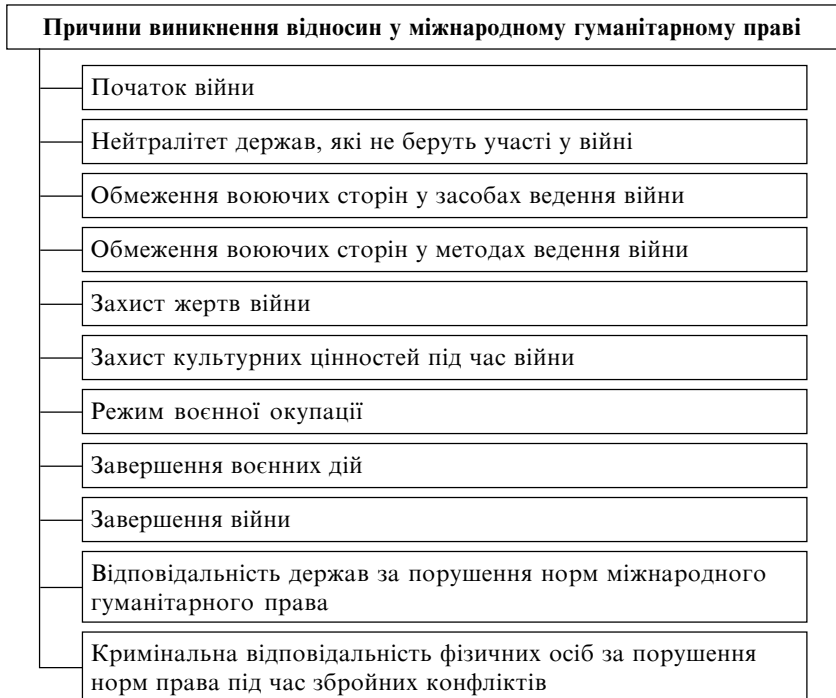 Причини виникнення відносин у міжнародному гуманітарному праві
Початок війни
Нейтралітет держав, які не беруть участі у війні
Обмеження воюючих сторін у засобах ведення війни
Обмеження воюючих сторін у методах ведення війни
Захист жертв війни
Захист культурних цінностей під час війни
Режим воєнної окупації
Завершення воєнних дій
Завершення війни
Відповідальність держав за порушення норм міжнародного
гуманітарного права
Кримінальна відповідальність фізичних осіб за порушення
норм права під час збройних конфліктів